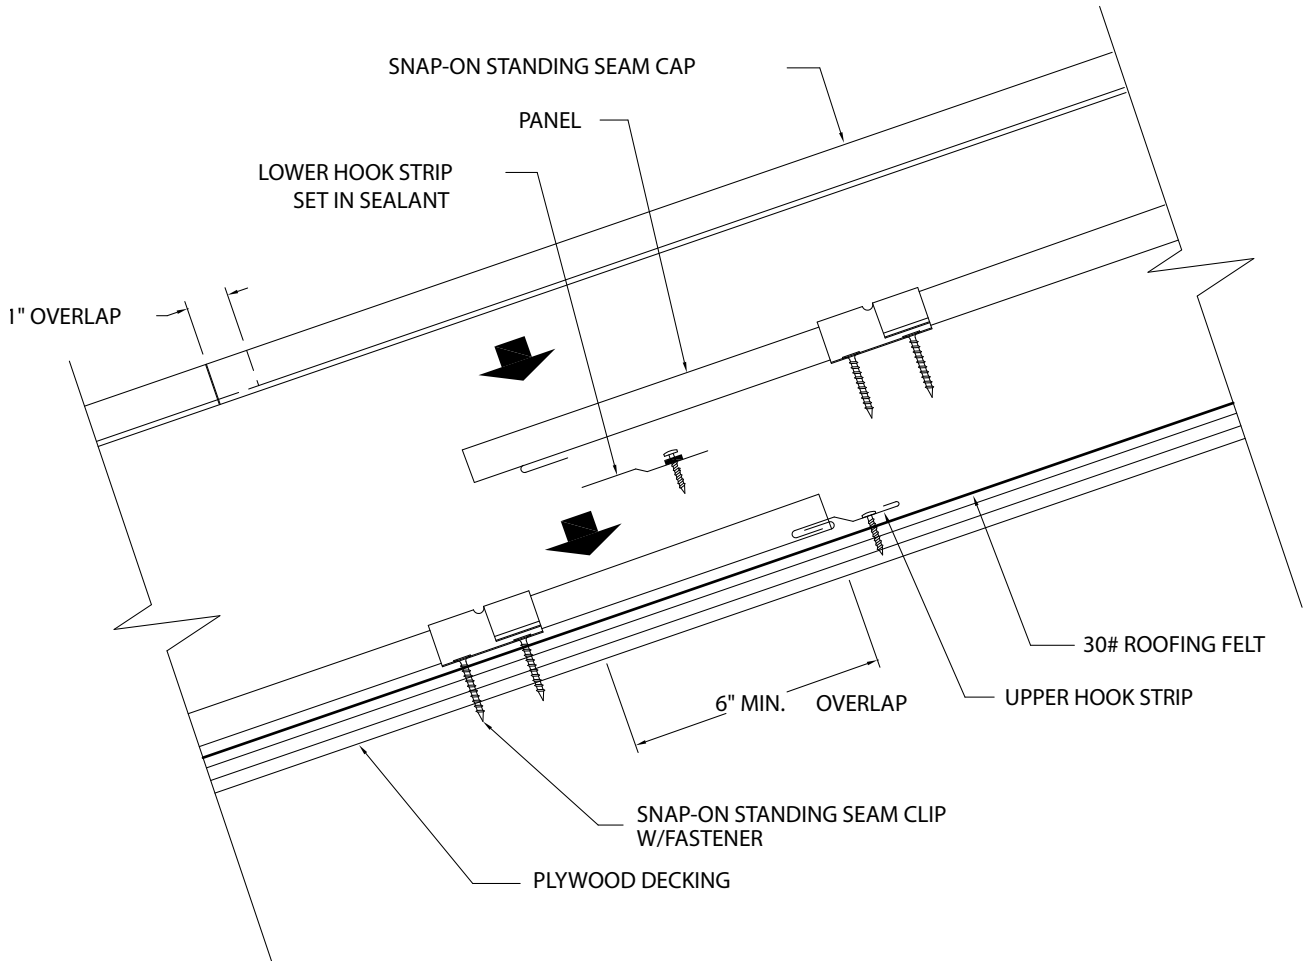 SNAP-ON STANDING SEAM CAP
PANEL
LOWER HOOK STRIP
SET IN SEALANT
1" OVERLAP
30# ROOFING FELT
UPPER HOOK STRIP
6" MIN. OVERLAP
SNAP-ON STANDING SEAM CLIP
W/FASTENER
PLYWOOD DECKING